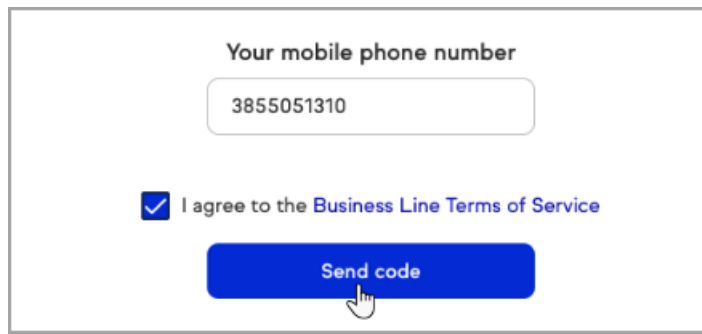 Your mobile phone number
3855051310
I agree to the Business Line Terms of Service
Send code